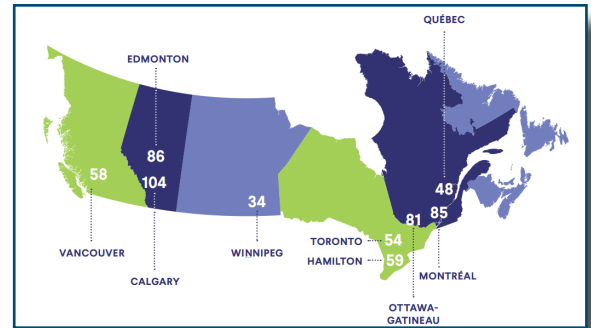 QUÉBEC
EDMONTON
86
104
58
34
48
81
85
TORONTO
54
HAMILTON
59
VANCOUVER
WINNIPEG
CALGARY
MONTRÉAL
OTTAWA-
GATINEAU